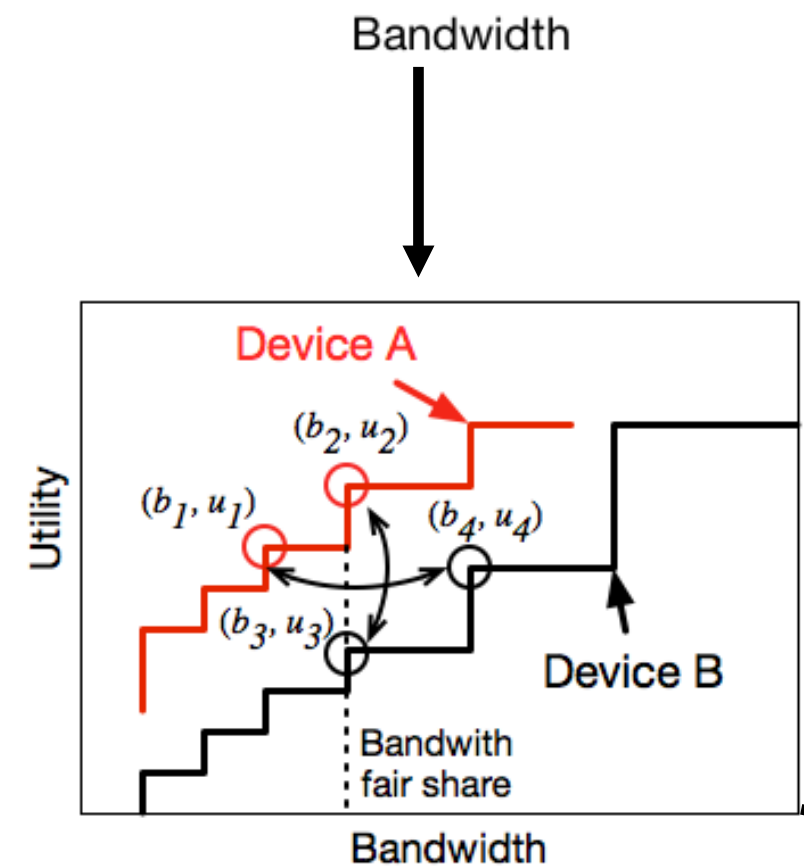 Bandwidth
Device A
(b2, u2)
(b1, u1)
(b4, u4)
Utility
(b3, u3)
Device B
Bandwith
fair share
Bandwidth